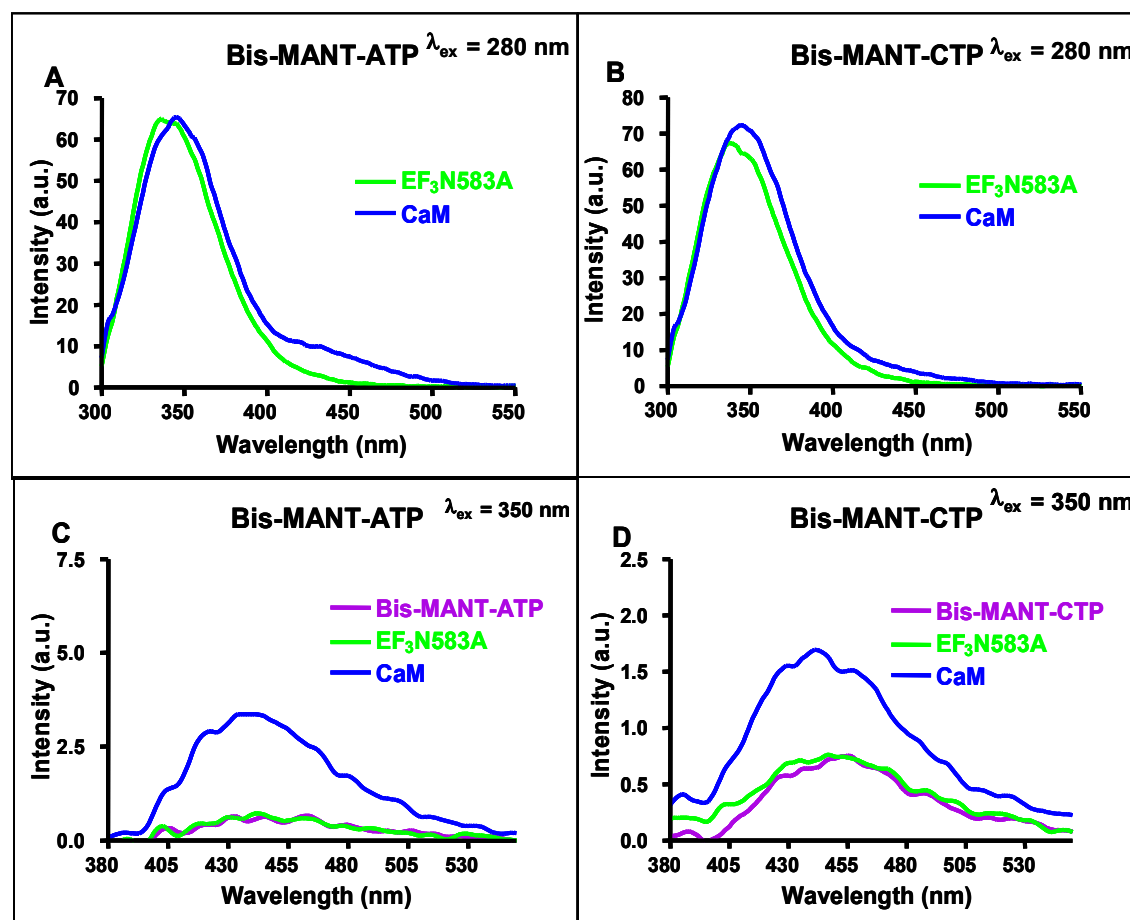 A
Bis-MANT-ATP λex = 280 nm
70
60
50
40
30
20
10
0
Intensity (a.u.)
EF3N583A
CaM
300 350 400 450 500 550
Wavelength (nm)
B
Bis-MANT-CTP λex = 280 nm
80
70
60
50
40
30
20
10
0
Intensity (a.u.)
EF3N583A
CaM
300 350 400 450 500 550
Wavelength (nm)
C
Bis-MANT-ATP λex = 350 nm
7.5
5.0
2.5
0.0
Intensity (a.u.)
Bis-MANT-ATP
EF3N583A
CaM
380 405 430 455 480 505 530
Wavelength (nm)
D
Bis-MANT-CTP λex = 350 nm
2.5
2.0
1.5
1.0
0.5
0.0
Intensity (a.u.)
Bis-MANT-CTP
EF3N583A
CaM
380 405 430 455 480 505 530
Wavelength (nm)